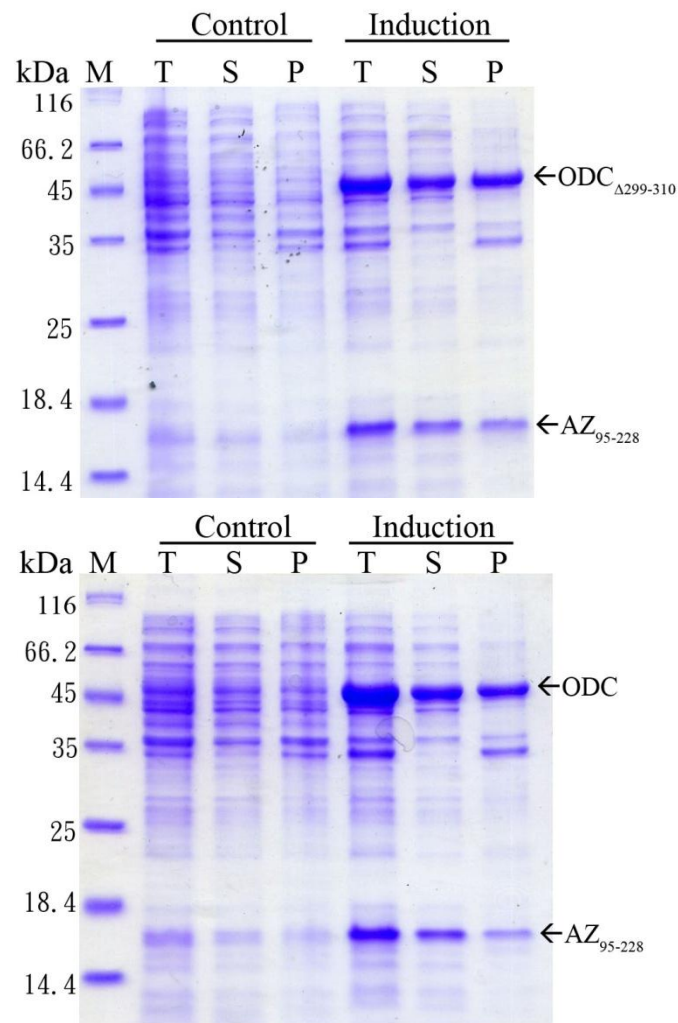 Control Induction
kDa M T S P T S P
116
66.2
45
35
25
18.4
14.4
←ODCΔ299-310
←AZ95-228
Control Induction
kDa M T S P T S P
116
66.2
45
35
25
18.4
14.4
←ODC
←AZ95-228